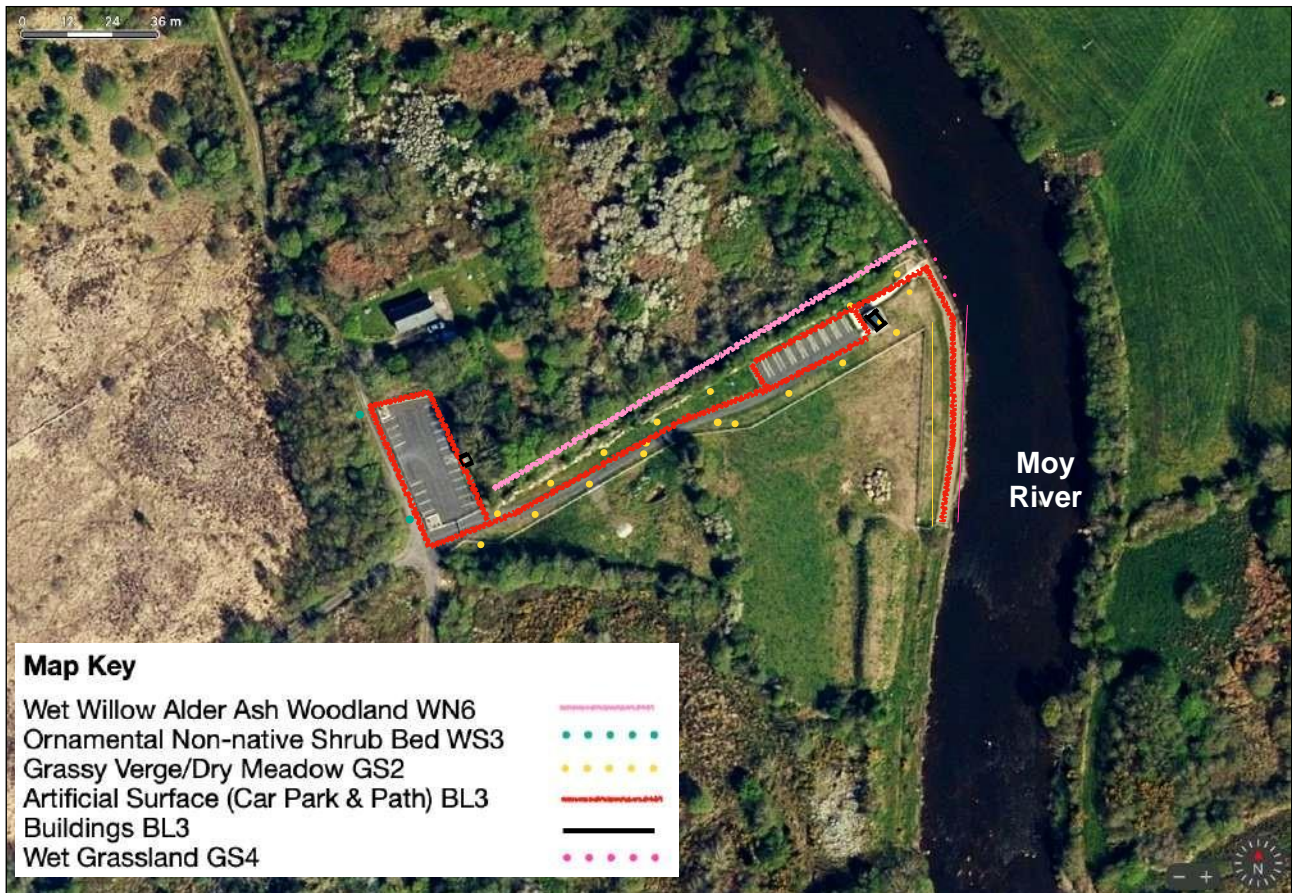 0 12 24 36 m
Moy
River
Map Key
Wet Willow Alder Ash Woodland WN6
Ornamental Non-native Shrub Bed WS3
Grassy Verge/Dry Meadow GS2
Artificial Surface (Car Park & Path) BL3
Buildings BL3
Wet Grassland GS4
− +
N